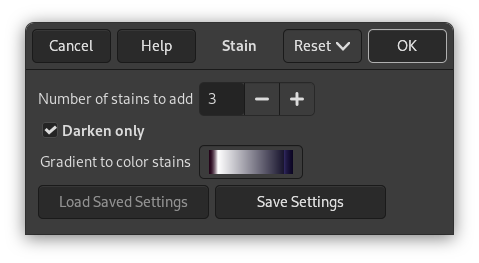 Cancel Help Stain Reset OK
Number of stains to add 3
Darken only
Gradient to color stains
Load Saved Settings Save Settings